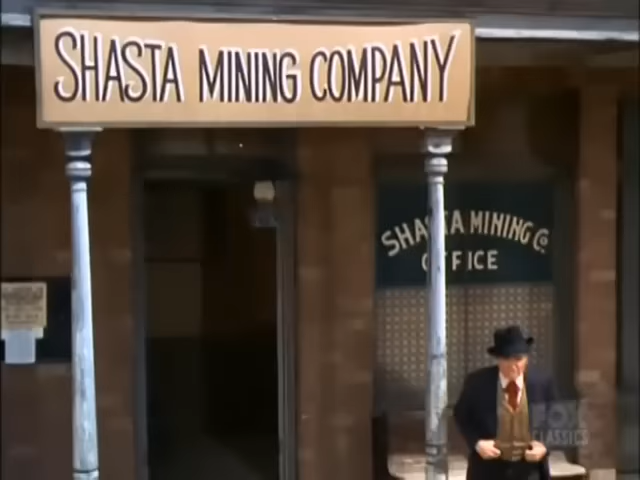 SHASTA MINING COMPANY
SHASTA MINING CO.
OFFICE
FOX
CLASSICS